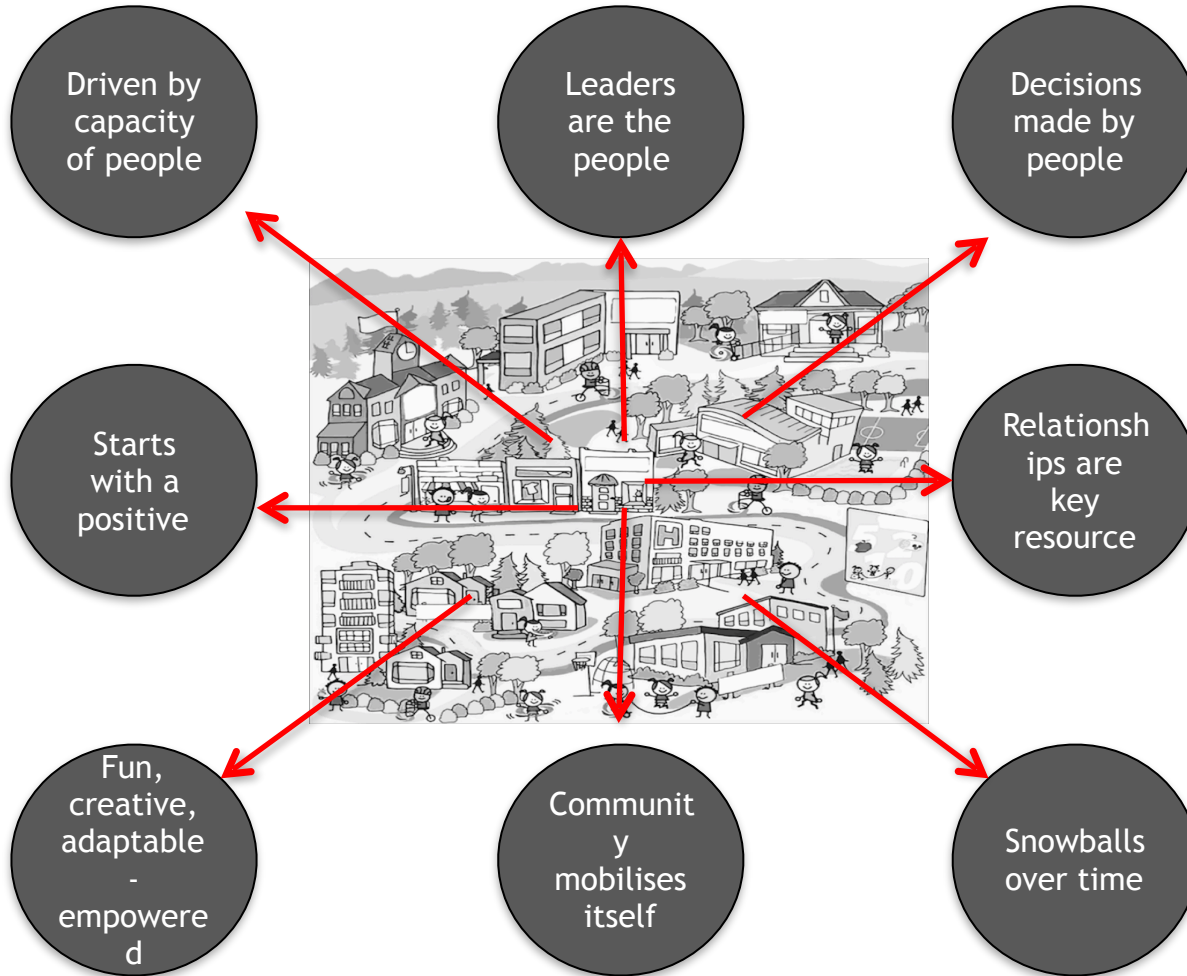 Driven by
capacity
of people
Leaders
are the
people
Decisions
made by
people
Starts
with a
positive
Relationsh
ips are
key
resource
Fun,
creative,
adaptable
-
empowere
d
Communit
y
mobilises
itself
Snowballs
over time
H